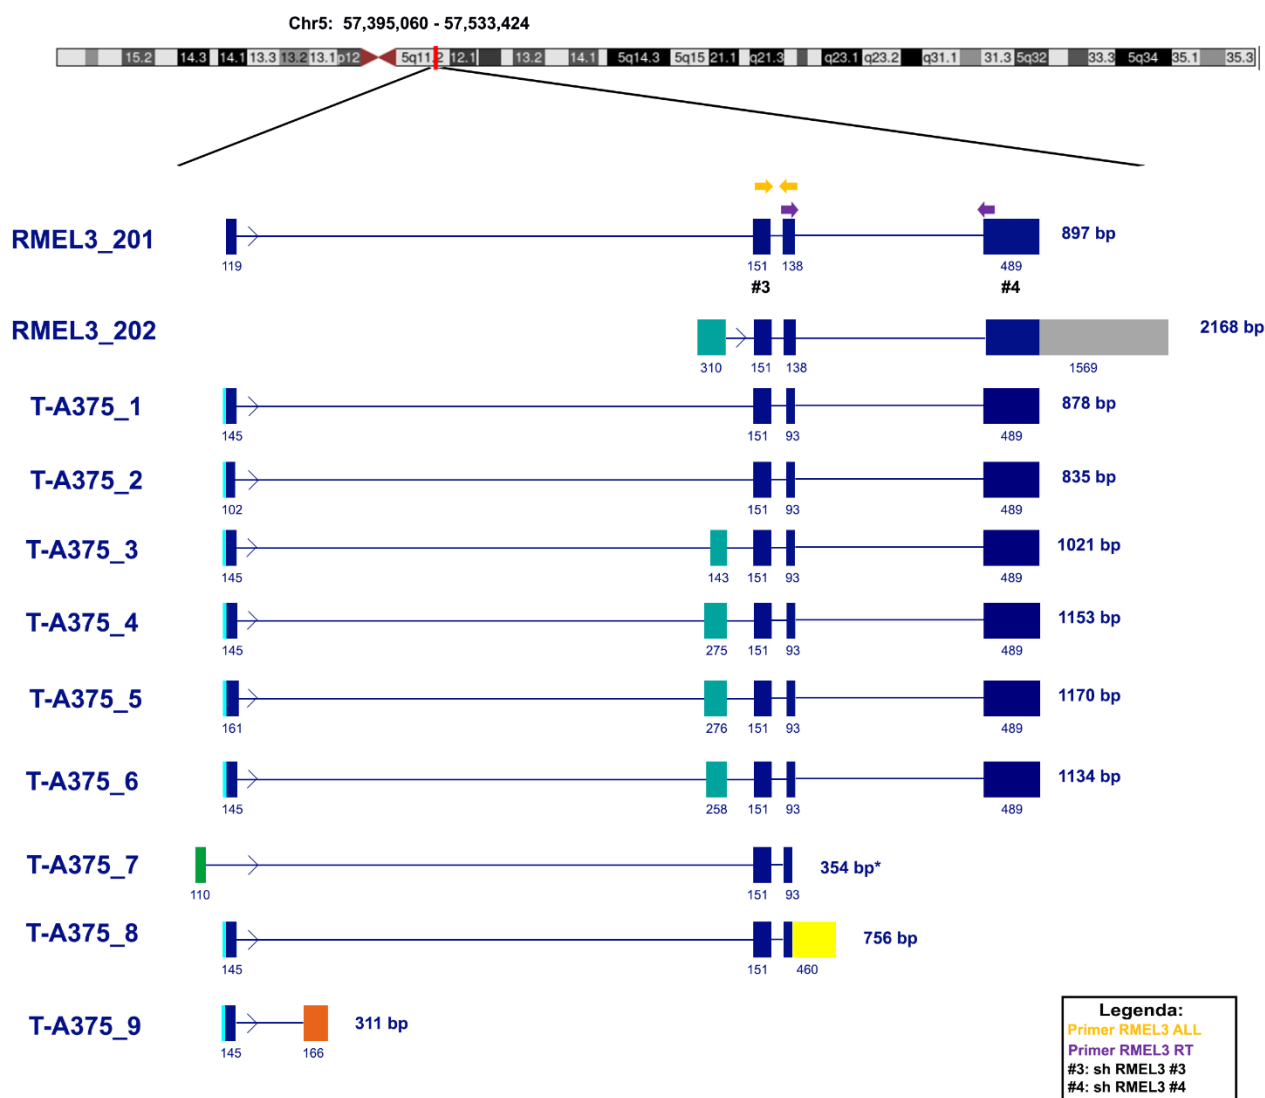 Chr5: 57,395,060 - 57,533,424
15.2 14.3 14.1 13.3 13.2 13.1 p12 5q11.2 12.1 13.2 14.1 5q14.3 5q15 21.1 q21.3 q23.1 q23.2 q31.1 31.3 5q32 33.3 5q34 35.1 35.3
RMEL3_201 897 bp
119 151 138 489
#3 #4
RMEL3_202 2168 bp
310 151 138 1569
T-A375_1 878 bp
145 151 93 489
T-A375_2 835 bp
102 151 93 489
T-A375_3 1021 bp
145 143 151 93 489
T-A375_4 1153 bp
145 275 151 93 489
T-A375_5 1170 bp
161 276 151 93 489
T-A375_6 1134 bp
145 258 151 93 489
T-A375_7 354 bp*
110 151 93
T-A375_8 756 bp
145 151 460
T-A375_9 311 bp
145 166
Legenda:
Primer RMEL3 ALL
Primer RMEL3 RT
#3: sh RMEL3 #3
#4: sh RMEL3 #4